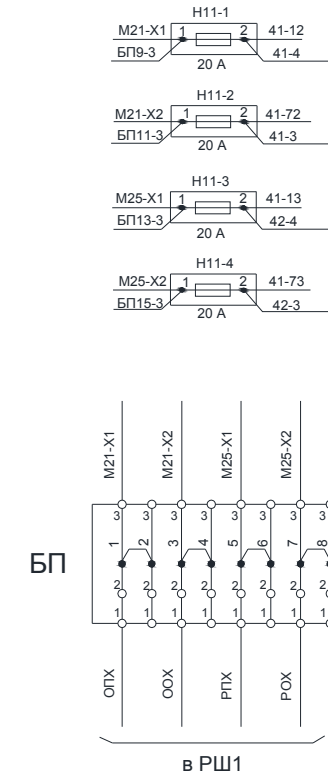 Н11-1
М21-Х1 1 2 41-12
БП9-3 41-4
20 А
Н11-2
М21-Х2 1 2 41-72
БП11-3 41-3
20 А
Н11-3
М25-Х1 1 2 41-13
БП13-3 42-4
20 А
Н11-4
М25-Х2 1 2 41-73
БП15-3 42-3
20 А
М21-Х1 М21-Х2 М25-Х1 М25-Х2
3 3 3 3 3 3 3 3
1 2 3 4 5 6 7 8
БП
2 2 2 2 2 2 2 2
1 1 1 1 1 1 1 1
ОПХ ООХ РПХ РОХ
в РШ1